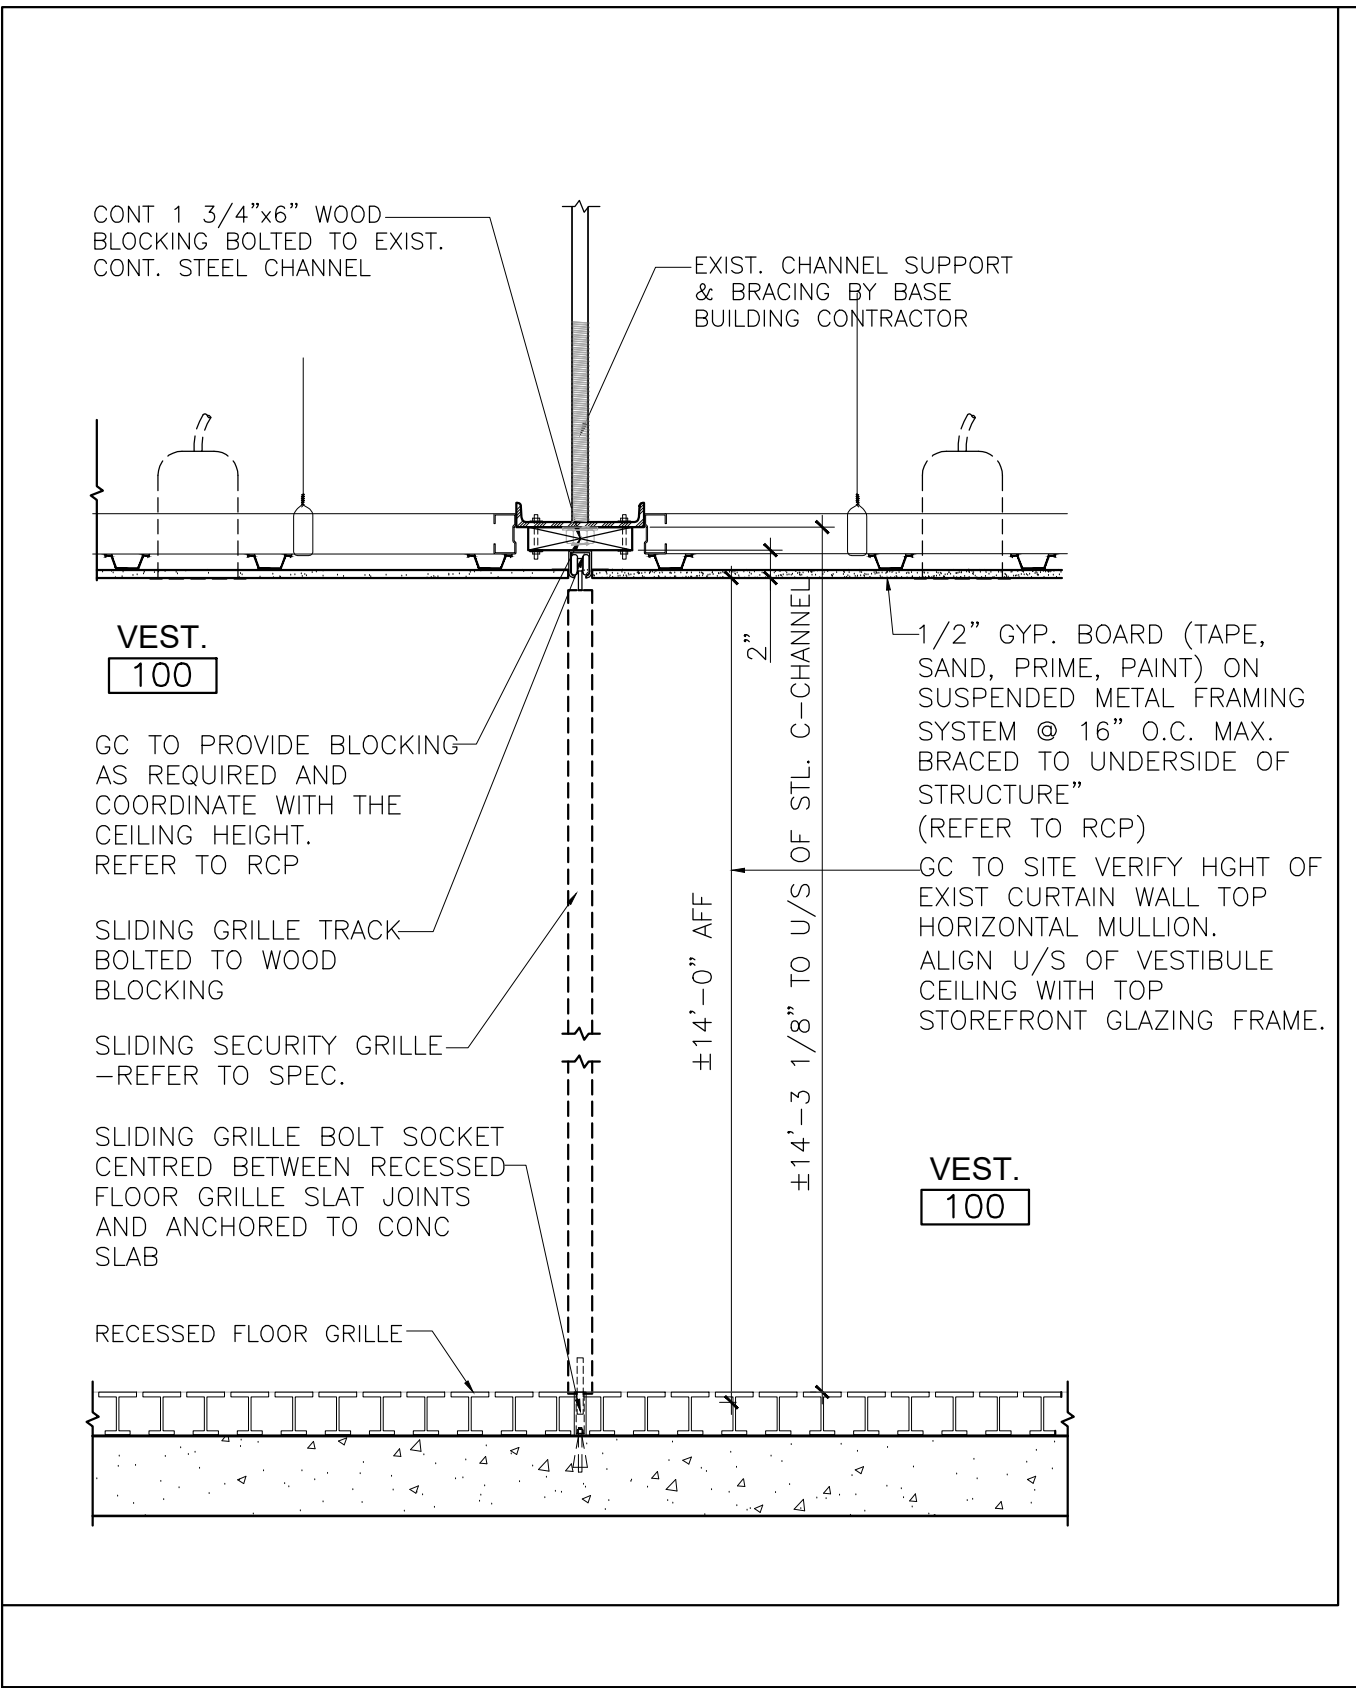 CONT 1 3/4"x6" WOOD
BLOCKING BOLTED TO EXIST.
CONT. STEEL CHANNEL
EXIST. CHANNEL SUPPORT
& BRACING BY BASE
BUILDING CONTRACTOR
VEST.
100
GC TO PROVIDE BLOCKING
AS REQUIRED AND
COORDINATE WITH THE
CEILING HEIGHT.
REFER TO RCP
SLIDING GRILLE TRACK
BOLTED TO WOOD
BLOCKING
SLIDING SECURITY GRILLE
-REFER TO SPEC.
SLIDING GRILLE BOLT SOCKET
CENTRED BETWEEN RECESSED
FLOOR GRILLE SLAT JOINTS
AND ANCHORED TO CONC
SLAB
RECESSED FLOOR GRILLE
±14'-0" AFF
2"
±14'-3 1/8" TO U/S OF STL. C-CHANNEL
1/2" GYP. BOARD (TAPE,
SAND, PRIME, PAINT) ON
SUSPENDED METAL FRAMING
SYSTEM @ 16" O.C. MAX.
BRACED TO UNDERSIDE OF
STRUCTURE"
(REFER TO RCP)
GC TO SITE VERIFY HGHT OF
EXIST CURTAIN WALL TOP
HORIZONTAL MULLION.
ALIGN U/S OF VESTIBULE
CEILING WITH TOP
STOREFRONT GLAZING FRAME.
VEST.
100